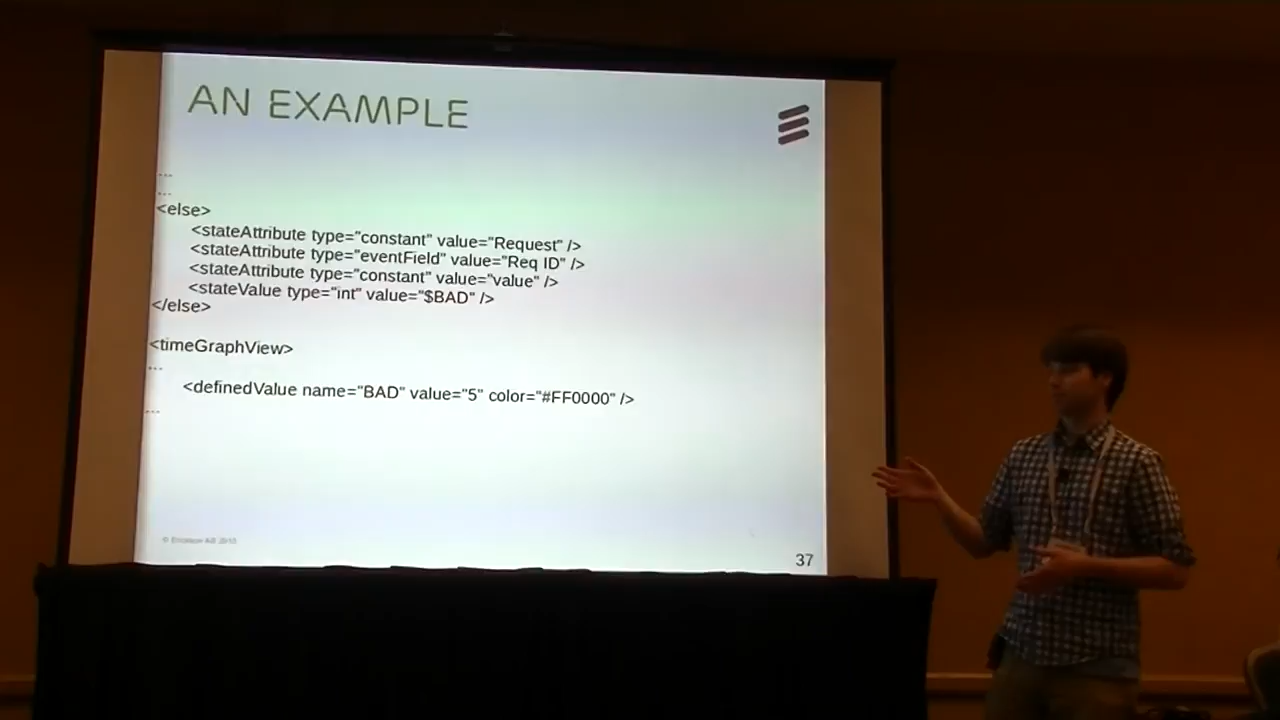 AN EXAMPLE
...
...
<else>
<stateAttribute type="constant" value="Request" />
<stateAttribute type="eventField" value="Req ID" />
<stateAttribute type="constant" value="value" />
<stateValue type="int" value="$BAD" />
</else>
<timeGraphView>
...
<definedValue name="BAD" value="5" color="#FF0000" />
...
© Ericsson AB
37